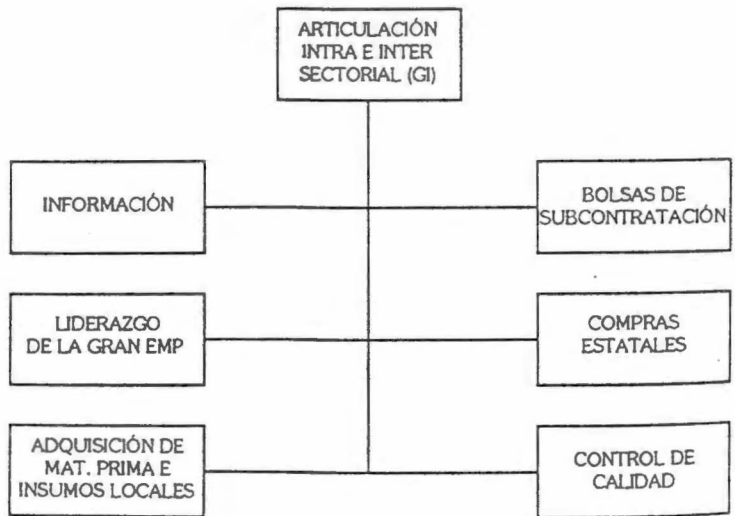 ARTICULACIÓN
INTRA E INTER
SECTORIAL (GI)
INFORMACIÓN
BOLSAS DE
SUBCONTRATACIÓN
LIDERAZGO
DE LA GRAN EMP
COMPRAS
ESTATALES
ADQUISICIÓN DE
MAT. PRIMA E
INSUMOS LOCALES
CONTROL DE
CALIDAD